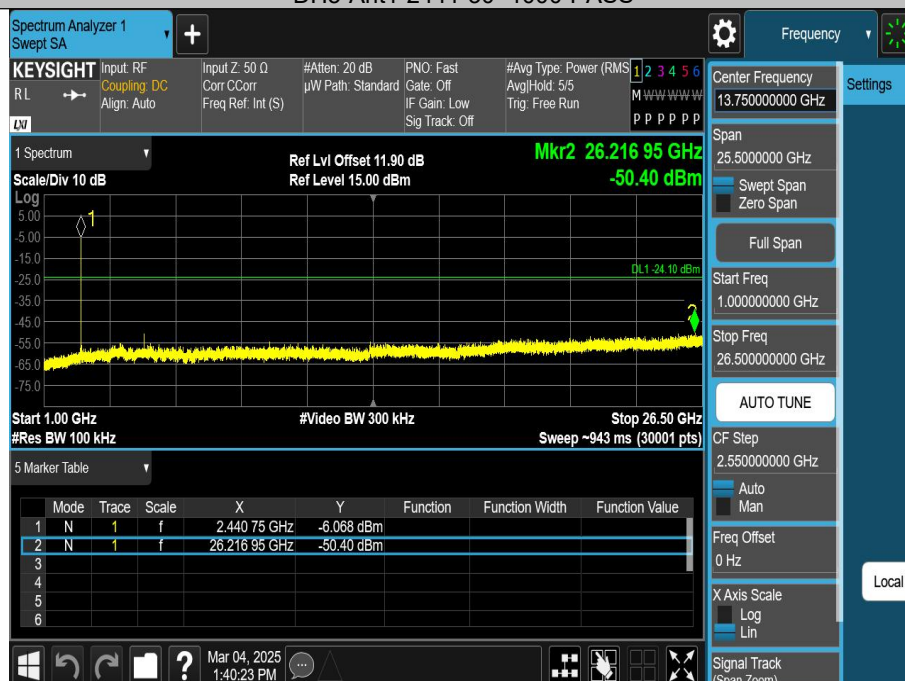 Spectrum Analyzer 1
Swept SA
+
Frequency
KEYSIGHT
RL
LXI
Input: RF
Coupling: DC
Align: Auto
Input Z: 50 Ω
Corr CCorr
Freq Ref: Int (S)
#Atten: 20 dB
µW Path: Standard
PNO: Fast
Gate: Off
IF Gain: Low
Sig Track: Off
#Avg Type: Power (RMS
Avg|Hold: 5/5
Trig: Free Run
1 2 3 4 5 6
M W W W W W
P P P P P P
1 Spectrum
Scale/Div 10 dB
Ref Lvl Offset 11.90 dB
Ref Level 15.00 dBm
Mkr2 26.216 95 GHz
-50.40 dBm
Log
5.00
-5.00
-15.0
-25.0
-35.0
-45.0
-55.0
-65.0
-75.0
1
DL1 -24.10 dBm
2
Start 1.00 GHz
#Res BW 100 kHz
#Video BW 300 kHz
Stop 26.50 GHz
Sweep ~943 ms (30001 pts)
5 Marker Table
Mode Trace Scale X Y Function Function Width Function Value
1 N 1 f 2.440 75 GHz -6.068 dBm
2 N 1 f 26.216 95 GHz -50.40 dBm
3
4
5
6
Mar 04, 2025
1:40:23 PM
Center Frequency
13.750000000 GHz
Span
25.5000000 GHz
Swept Span
Zero Span
Full Span
Start Freq
1.000000000 GHz
Stop Freq
26.500000000 GHz
AUTO TUNE
CF Step
2.550000000 GHz
Auto
Man
Freq Offset
0 Hz
X Axis Scale
Log
Lin
Signal Track
(Span Zoom)
Settings
Local